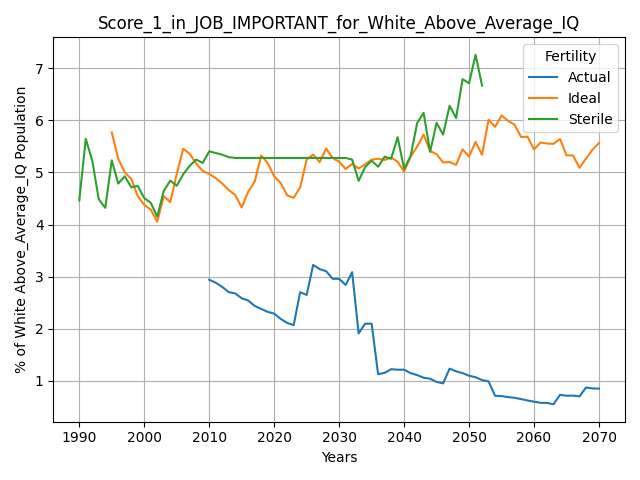 Score_1_in_JOB_IMPORTANT_for_White_Above_Average_IQ
% of White Above_Average_IQ Population
7
6
5
4
3
2
1
Fertility
Actual
Ideal
Sterile
1990 2000 2010 2020 2030 2040 2050 2060 2070
Years